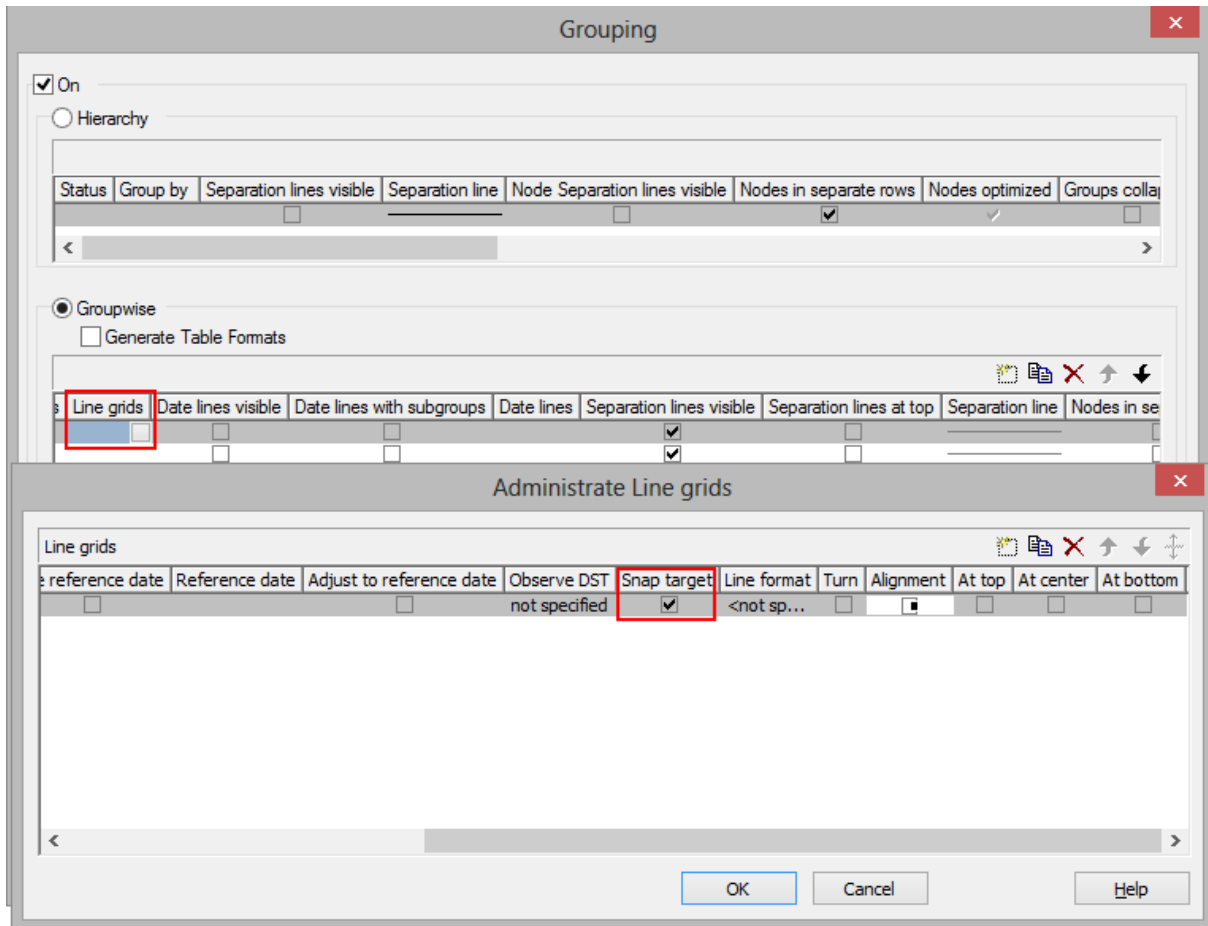 Grouping
On
Hierarchy
Status Group by Separation lines visible Separation line Node Separation lines visible Nodes in separate rows Nodes optimized Groups collap
Groupwise
Generate Table Formats
s Line grids Date lines visible Date lines with subgroups Date lines Separation lines visible Separation lines at top Separation line Nodes in se
Administrate Line grids
Line grids
e reference date Reference date Adjust to reference date Observe DST Snap target Line format Turn Alignment At top At center At bottom
not specified <not sp...
OK Cancel Help